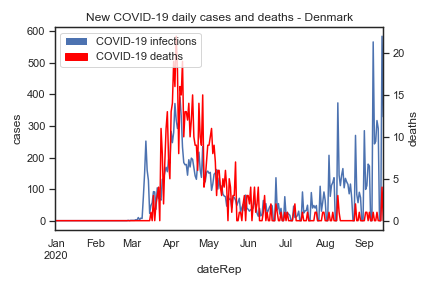 New COVID-19 daily cases and deaths - Denmark
COVID-19 infections
COVID-19 deaths
600
500
400
300
200
100
0
cases
20
15
10
5
0
deaths
Jan Feb Mar Apr May Jun Jul Aug Sep
2020
dateRep